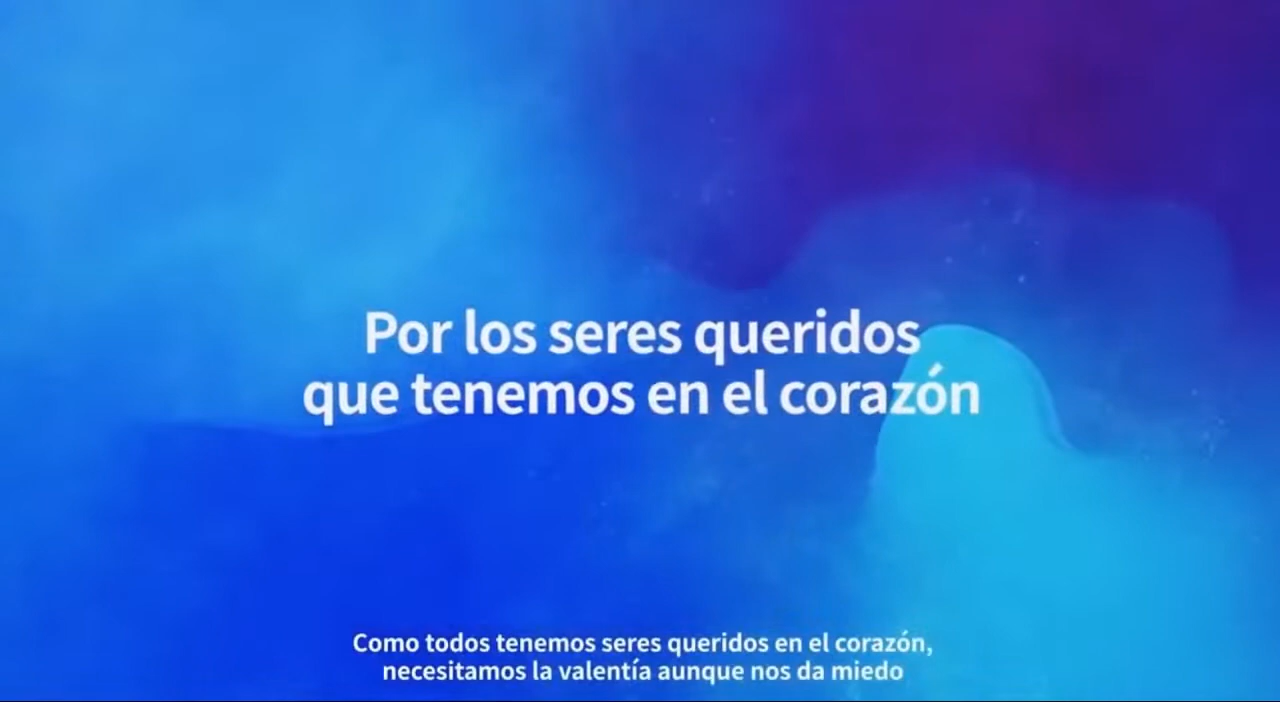 Por los seres queridos
que tenemos en el corazón
Como todos tenemos seres queridos en el corazón,
necesitamos la valentía aunque nos da miedo